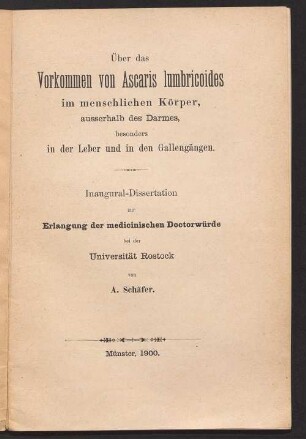 Über das
Vorkommen von Ascaris lumbricoides
im menschlichen Körper,
ausserhalb des Darmes,
besonders
in der Leber und in den Gallengängen.
Inaugural-Dissertation
zur
Erlangung der medicinischen Doctorwürde
bei der
Universität Rostock
von
A. Schäfer.
Münster, 1900.